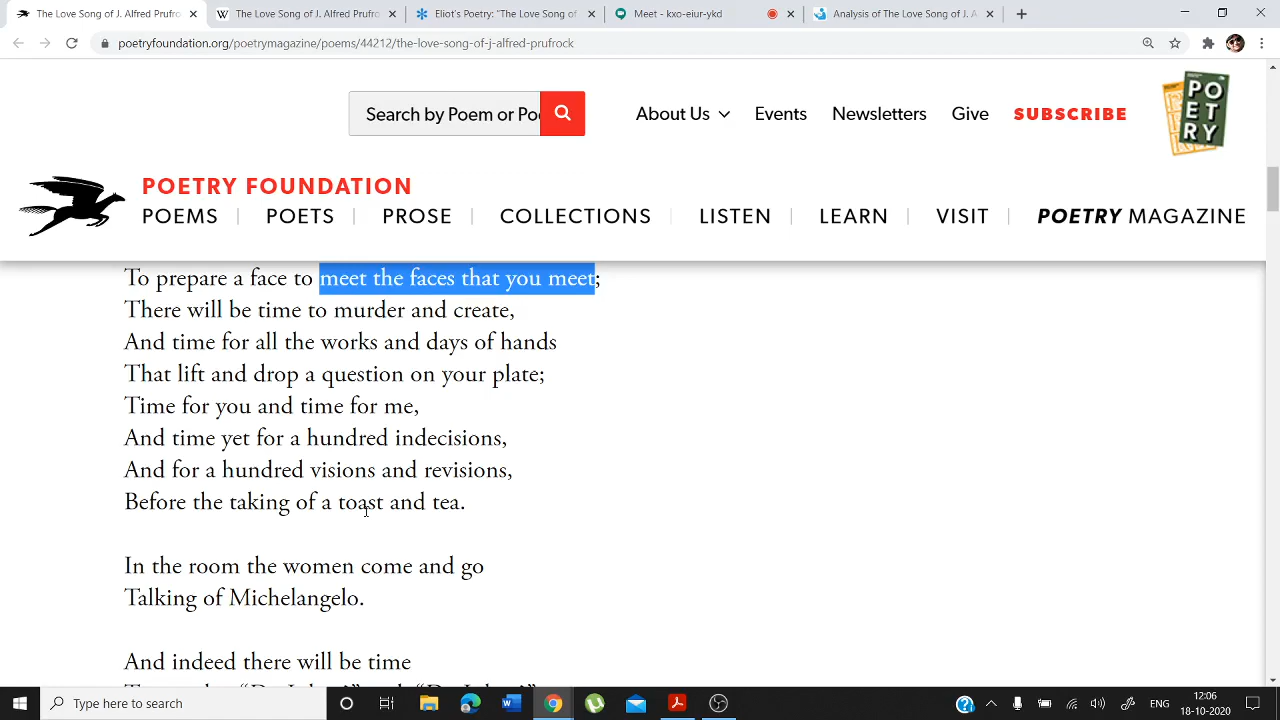 The Love Song of J. Alfred Prufro
The Love Song of J. Alfred Prufro
Eliot's Poetry: "The Love Song of
Meet - kxo-eiur-ykd
Analysis of The Love Song of J. A
poetryfoundation.org/poetrymagazine/poems/44212/the-love-song-of-j-alfred-prufrock
Search by Poem or Po
About Us
Events
Newsletters
Give
SUBSCRIBE
POETRY
POETRY FOUNDATION
POEMS | POETS | PROSE | COLLECTIONS | LISTEN | LEARN | VISIT | POETRY MAGAZINE
To prepare a face to meet the faces that you meet;
There will be time to murder and create,
And time for all the works and days of hands
That lift and drop a question on your plate;
Time for you and time for me,
And time yet for a hundred indecisions,
And for a hundred visions and revisions,
Before the taking of a toast and tea.
In the room the women come and go
Talking of Michelangelo.
And indeed there will be time
Type here to search
ENG
12:06
18-10-2020